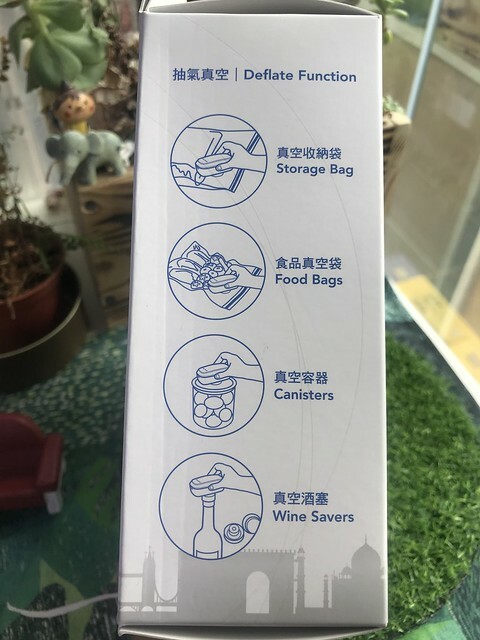 抽氣真空 | Deflate Function
真空收納袋
Storage Bag
食品真空袋
Food Bags
真空容器
Canisters
真空酒塞
Wine Savers